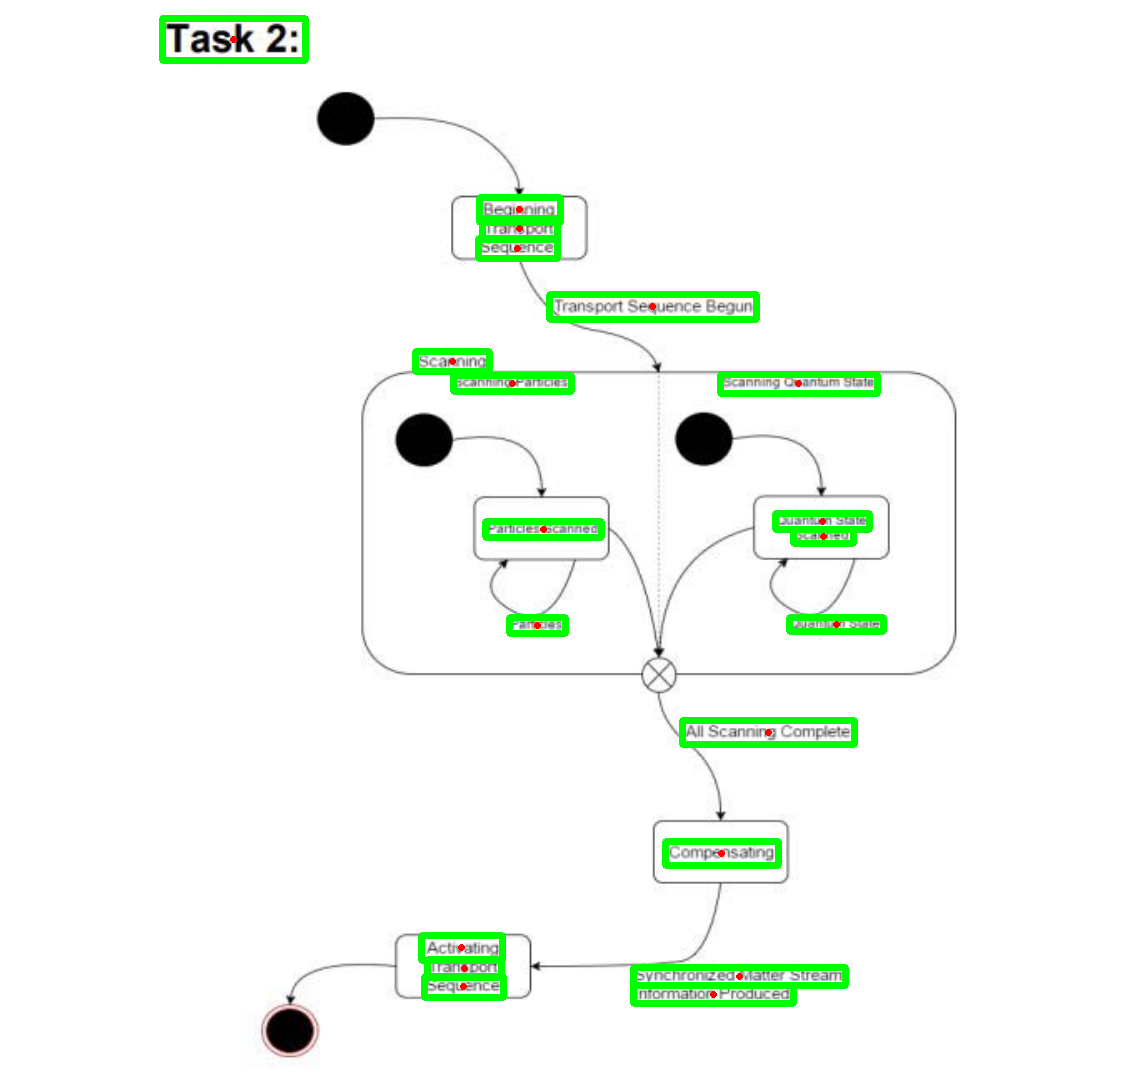 Task 2:
Beginning
Transport
Sequence
Transport Sequence Begun
Scanning
Scanning Particles
Scanning Quantum State
Particles Scanned
Quantum State
Scanned
Particles
Quantum State
All Scanning Complete
Compensating
Activating
Transport
Sequence
Synchronized Matter Stream
Information Produced